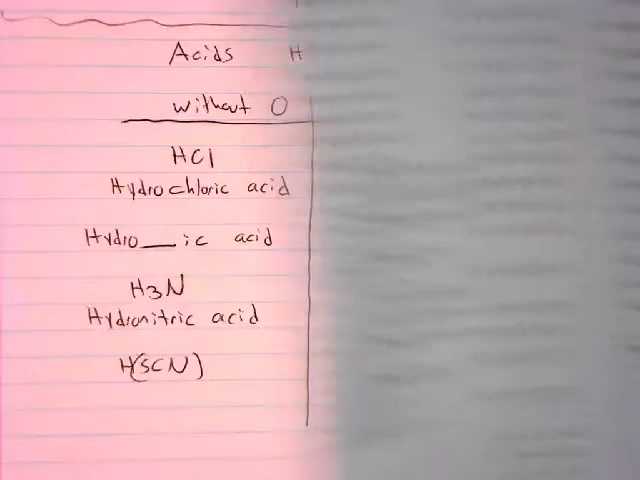 Acids H
without O
HCl
Hydrochloric acid
Hydro___ic acid
H3N
Hydronitric acid
H(SCN)